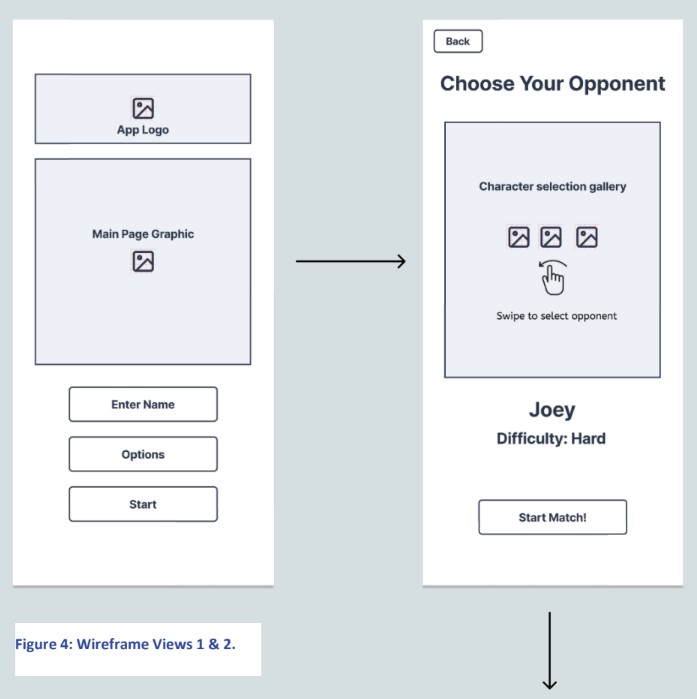 App Logo
Main Page Graphic
Enter Name
Options
Start
Figure 4: Wireframe Views 1 & 2.
Back
Choose Your Opponent
Character selection gallery
Swipe to select opponent
Joey
Difficulty: Hard
Start Match!